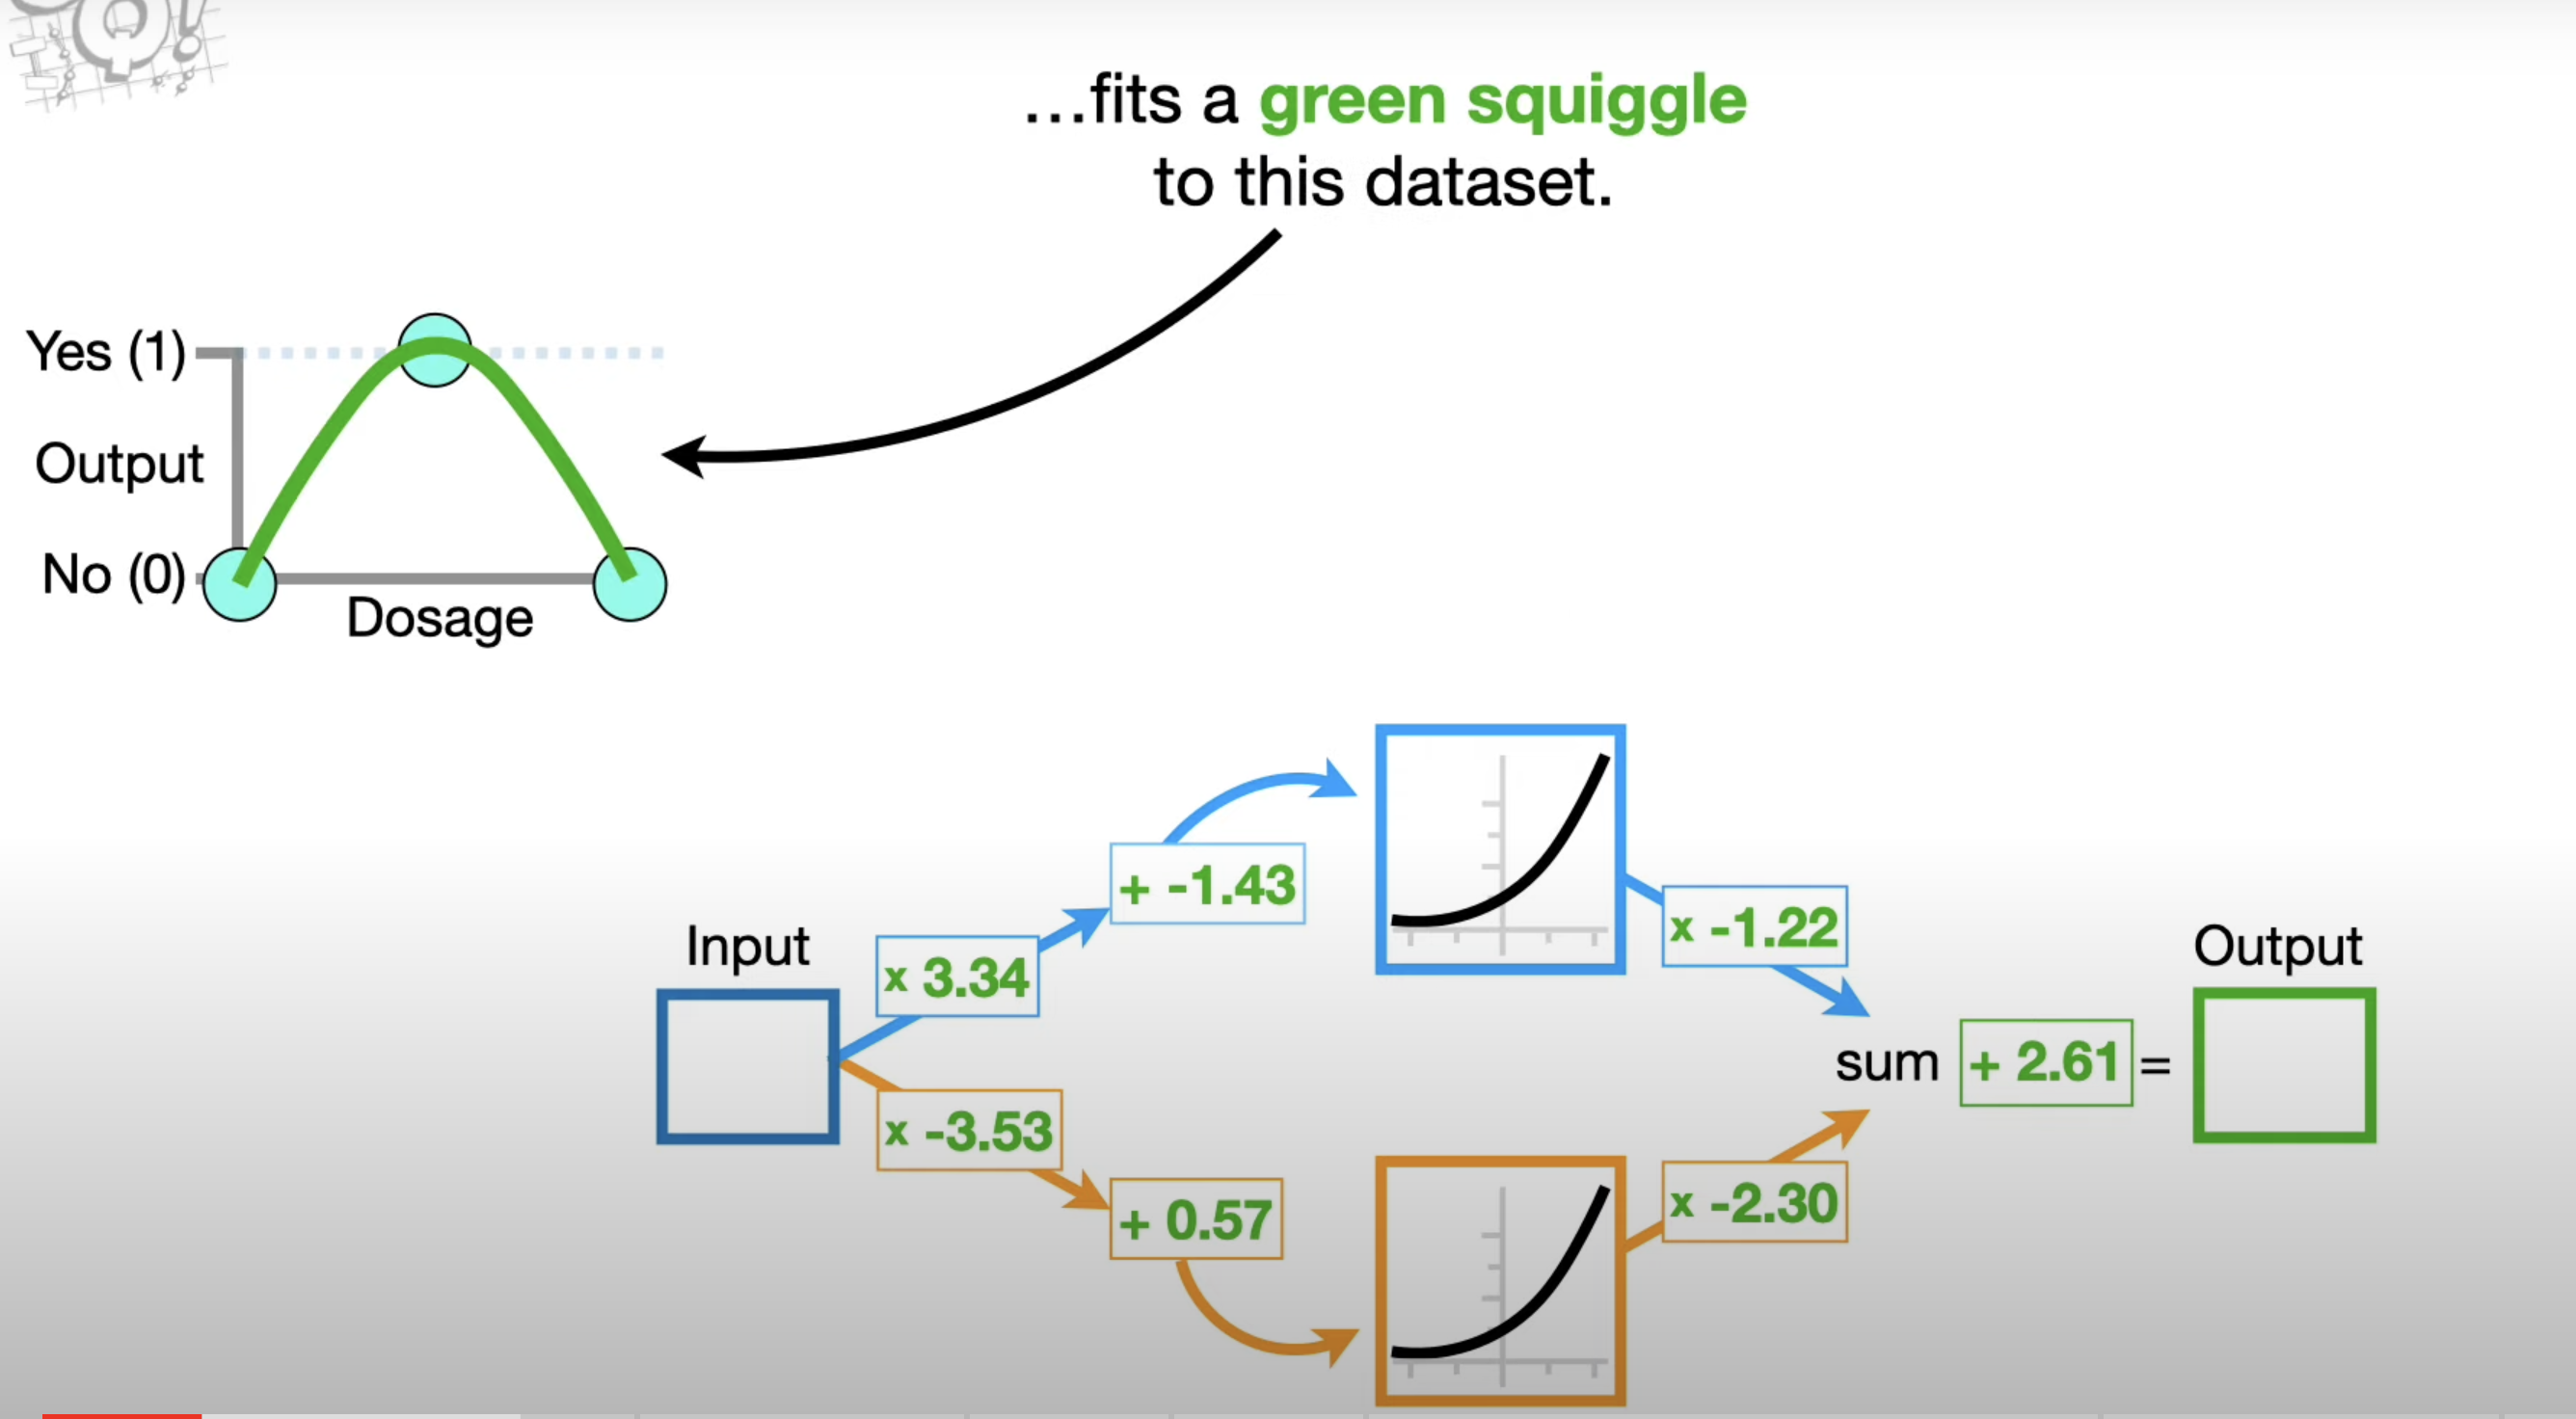 …fits a green squiggle
to this dataset.
Yes (1)
Output
No (0)
Dosage
+ -1.43
x -1.22
Input
x 3.34
Output
sum + 2.61 =
x -3.53
+ 0.57
x -2.30